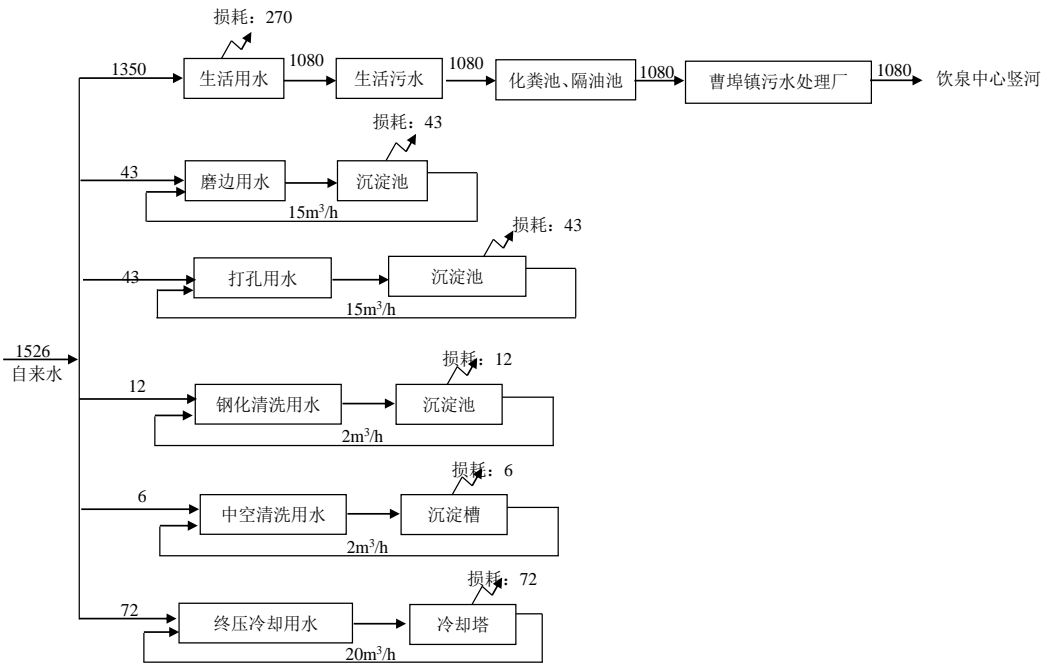 损耗：270
1350
生活用水
1080
生活污水
1080
化粪池、隔油池
1080
曹埠镇污水处理厂
1080
饮泉中心竖河
损耗：43
43
磨边用水
沉淀池
15m³/h
损耗：43
43
打孔用水
沉淀池
15m³/h
1526
自来水
损耗：12
12
钢化清洗用水
沉淀池
2m³/h
损耗：6
6
中空清洗用水
沉淀槽
2m³/h
损耗：72
72
终压冷却用水
冷却塔
20m³/h